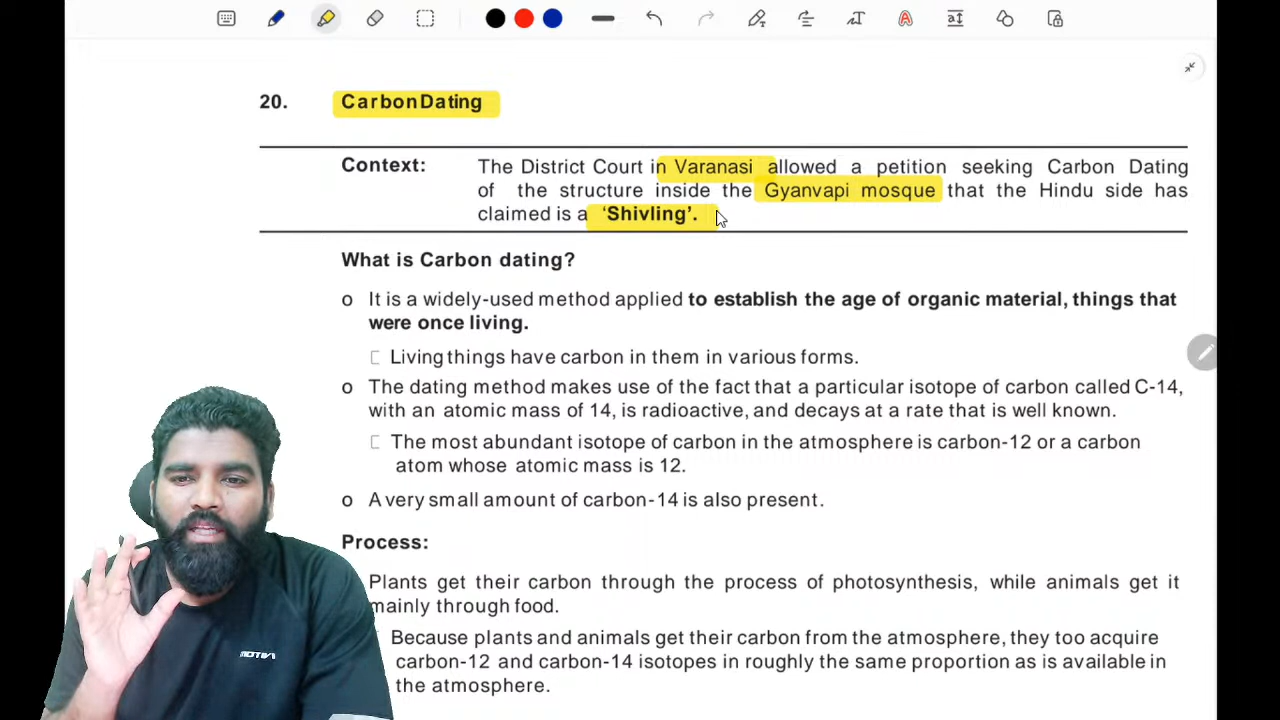 20. Carbon Dating
Context: The District Court in Varanasi allowed a petition seeking Carbon Dating
of the structure inside the Gyanvapi mosque that the Hindu side has
claimed is a ‘Shivling’.
What is Carbon dating?
o It is a widely-used method applied to establish the age of organic material, things that
were once living.
Living things have carbon in them in various forms.
o The dating method makes use of the fact that a particular isotope of carbon called C-14,
with an atomic mass of 14, is radioactive, and decays at a rate that is well known.
The most abundant isotope of carbon in the atmosphere is carbon-12 or a carbon
atom whose atomic mass is 12.
o A very small amount of carbon-14 is also present.
Process:
Plants get their carbon through the process of photosynthesis, while animals get it
mainly through food.
Because plants and animals get their carbon from the atmosphere, they too acquire
carbon-12 and carbon-14 isotopes in roughly the same proportion as is available in
the atmosphere.